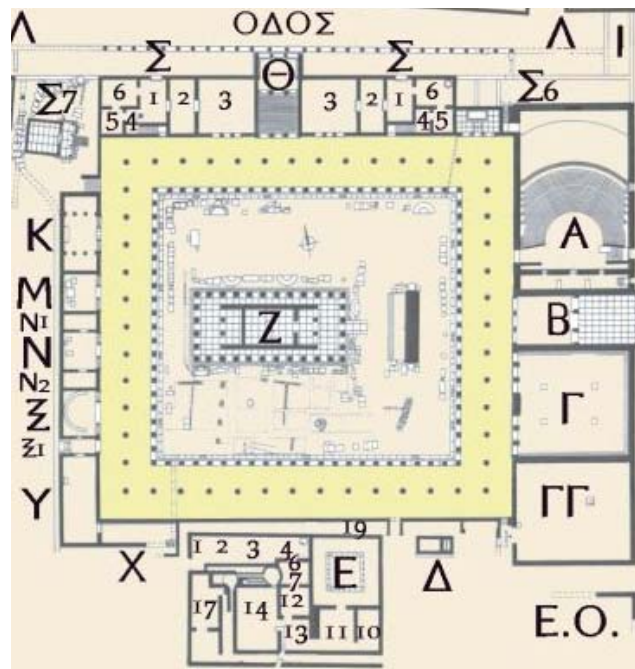 ΟΔΟΣ
Λ Λ Ι
Σ Θ Σ
Σ7 Σ6
6 1 2 3 3 2 1 6
5 4 4 5
Α
Κ
Μ Β
Ν1
Ν Ζ
Ν2
Ξ Γ
Ξ1
Υ ΓΓ
Χ 19 Δ
1 2 3 4
6
7 Ε
17 14 12
13 11 10 Ε.Ο.